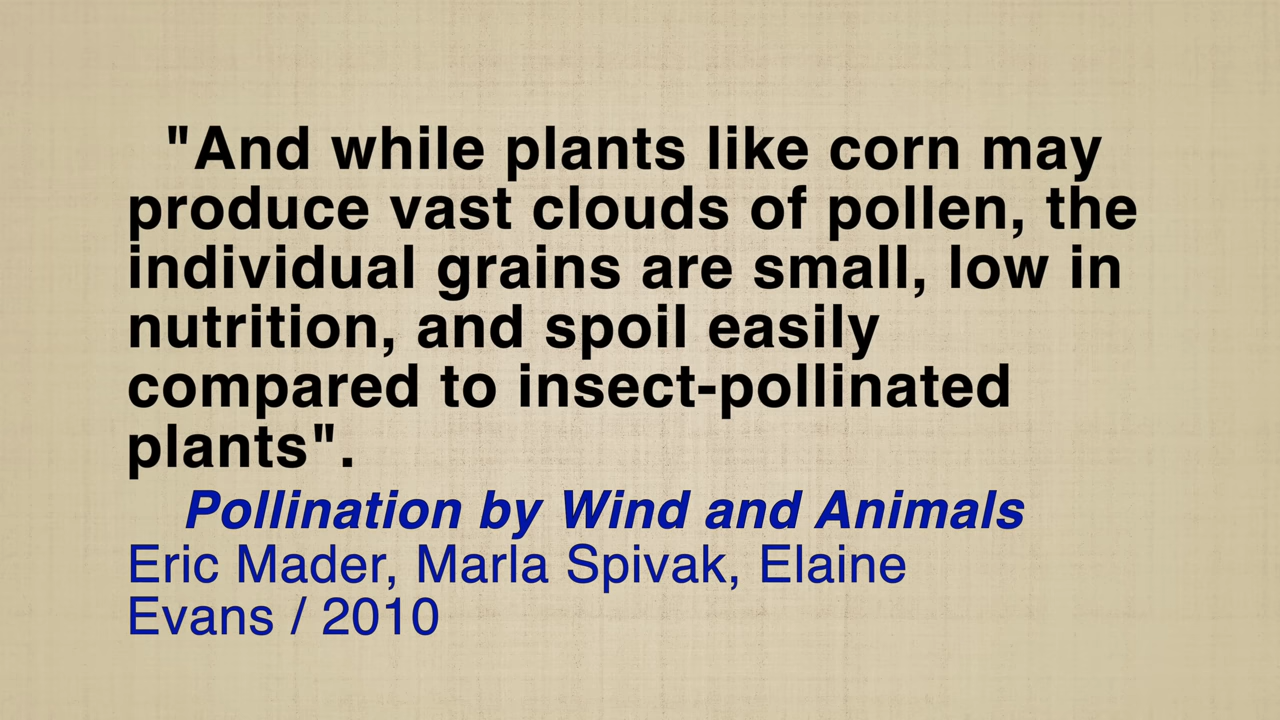 "And while plants like corn may
produce vast clouds of pollen, the
individual grains are small, low in
nutrition, and spoil easily
compared to insect-pollinated
plants".
Pollination by Wind and Animals
Eric Mader, Marla Spivak, Elaine
Evans / 2010